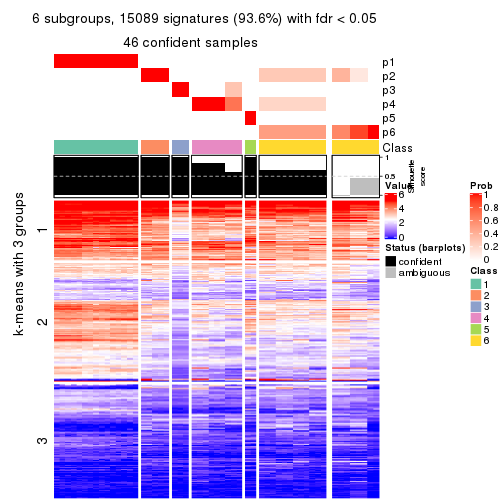 6 subgroups, 15089 signatures (93.6%) with fdr < 0.05
46 confident samples
p1
p2
p3
p4
p5
p6
Class
1
0.5
0
Silhouette
score
k-means with 3 groups
1
2
3
Value
6
4
2
0
Status (barplots)
confident
ambiguous
Prob
1
0.8
0.6
0.4
0.2
0
Class
1
2
3
4
5
6